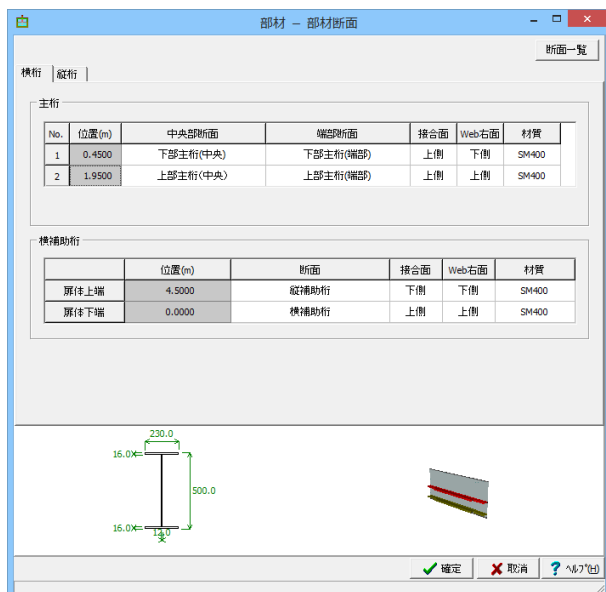 部材 − 部材断面
断面一覧
横桁 縦桁
主桁
No. 位置(m) 中央部断面 端部断面 接合面 Web右面 材質
1 0.4500 下部主桁(中央) 下部主桁(端部) 上側 下側 SM400
2 1.9500 上部主桁(中央) 上部主桁(端部) 上側 上側 SM400
横補助桁
位置(m) 断面 接合面 Web右面 材質
扉体上端 4.5000 縦補助桁 下側 下側 SM400
扉体下端 0.0000 横補助桁 上側 上側 SM400
230.0
16.0
500.0
16.0
12.0
確定 取消 ヘルプ(H)